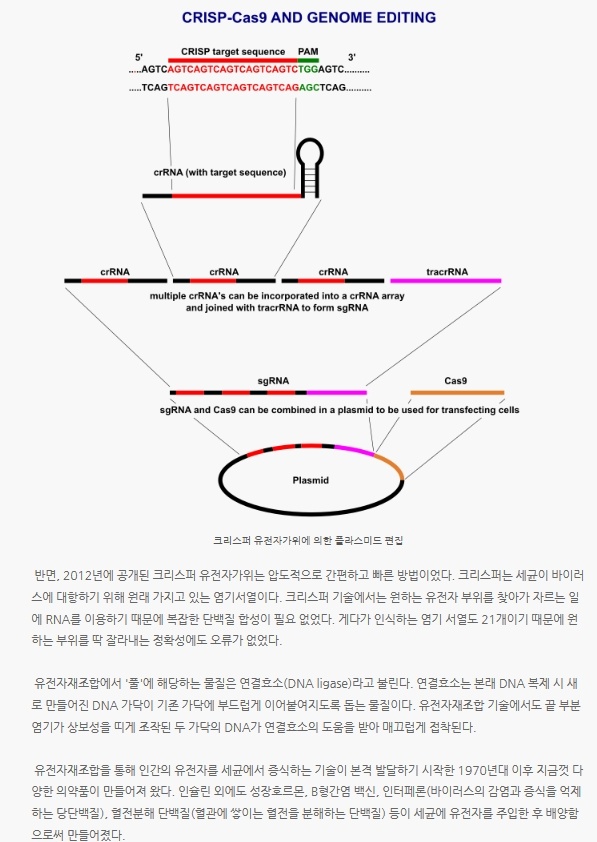 CRISP-Cas9 AND GENOME EDITING
CRISP target sequence PAM
5' 3'
.....AGTCAGTCAGTCAGTCAGTCAGTCTGGAGTC..........
.....TCAGTCAGTCAGTCAGTCAGTCAGAGCTCAG..........
crRNA (with target sequence)
crRNA crRNA crRNA tracrRNA
multiple crRNA's can be incorporated into a crRNA array
and joined with tracrRNA to form sgRNA
sgRNA Cas9
sgRNA and Cas9 can be combined in a plasmid to be used for transfecting cells
Plasmid
크리스퍼 유전자가위에 의한 플라스미드 편집
반면, 2012년에 공개된 크리스퍼 유전자가위는 압도적으로 간편하고 빠른 방법이었다. 크리스퍼는 세균이 바이러
스에 대항하기 위해 원래 가지고 있는 염기서열이다. 크리스퍼 기술에서는 원하는 유전자 부위를 찾아가 자르는 일
에 RNA를 이용하기 때문에 복잡한 단백질 합성이 필요 없었다. 게다가 인식하는 염기 서열도 21개이기 때문에 원
하는 부위를 딱 잘라내는 정확성에도 오류가 없었다.
유전자재조합에서 '풀'에 해당하는 물질은 연결효소(DNA ligase)라고 불린다. 연결효소는 본래 DNA 복제 시 새
로 만들어진 DNA 가닥이 기존 가닥에 부드럽게 이어붙여지도록 돕는 물질이다. 유전자재조합 기술에서도 끝 부분
염기가 상보성을 띠게 조작된 두 가닥의 DNA가 연결효소의 도움을 받아 매끄럽게 접착된다.
유전자재조합을 통해 인간의 유전자를 세균에서 증식하는 기술이 본격 발달하기 시작한 1970년대 이후 지금껏 다
양한 의약품이 만들어져 왔다. 인슐린 외에도 성장호르몬, B형간염 백신, 인터페론(바이러스의 감염과 증식을 억제
하는 당단백질), 혈전분해 단백질(혈관에 쌓이는 혈전을 분해하는 단백질) 등이 세균에 유전자를 주입한 후 배양함
으로써 만들어졌다.